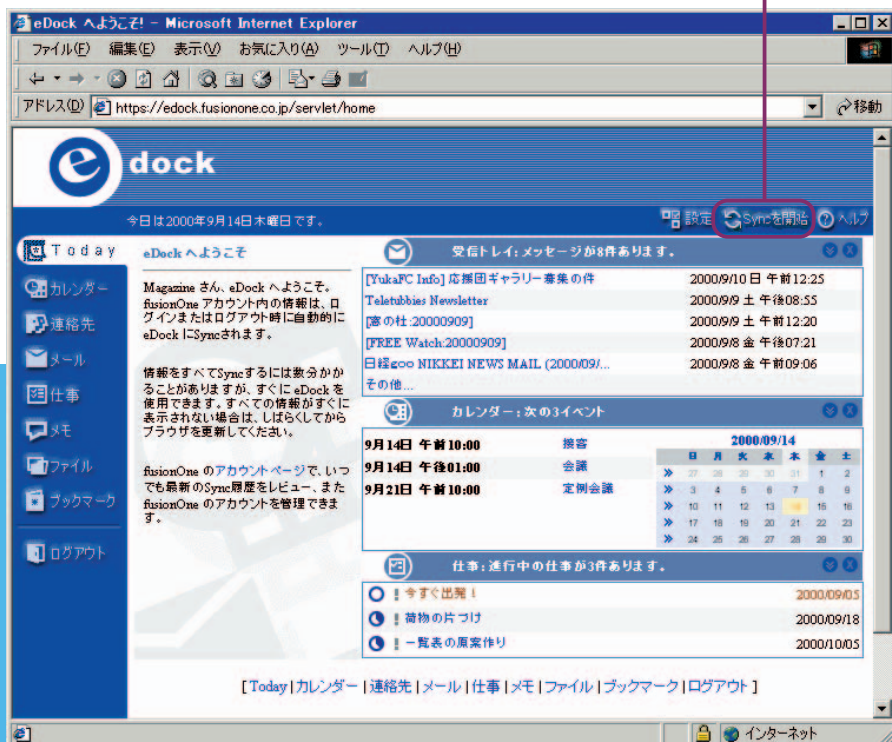 eDock へようこそ! - Microsoft Internet Explorer
ファイル(F) 編集(E) 表示(V) お気に入り(A) ツール(T) ヘルプ(H)
アドレス(D) https://edock.fusionone.co.jp/servlet/home 移動
e dock
今日は2000年9月14日木曜日です。 設定 Syncを開始 ヘルプ
Today
カレンダー
連絡先
メール
仕事
メモ
ファイル
ブックマーク
ログアウト
eDock へようこそ
Magazine さん、eDock へようこそ。
fusionOne アカウント内の情報は、ロ
グインまたはログアウト時に自動的に
eDock にSyncされます。
情報をすべてSyncするには数分かか
ることがありますが、すぐに eDock を
使用できます。すべての情報がすぐに
表示されない場合は、しばらくしてから
ブラウザを更新してください。
fusionOne のアカウントページで、いつ
でも最新のSync履歴をレビュー、また
fusionOne のアカウントを管理できま
す。
受信トレイ:メッセージが8件あります。
[YukaFC Info] 応援団ギャラリー募集の件 2000/9/10 日 午前12:25
Teletubbies Newsletter 2000/9/9 土 午後08:55
[窓の杜:20000909] 2000/9/9 土 午前12:20
[FREE Watch:20000909] 2000/9/8 金 午後07:21
日経goo NIKKEI NEWS MAIL (2000/09/... 2000/9/8 金 午前09:06
その他...
カレンダー:次の3イベント
9月14日 午前10:00 接客
9月14日 午後01:00 会議
9月21日 午前10:00 定例会議
2000/09/14
日 月 火 水 木 金 土
» 27 28 29 30 31 1 2
» 3 4 5 6 7 8 9
» 10 11 12 13 14 15 16
» 17 18 19 20 21 22 23
» 24 25 26 27 28 29 30
仕事:進行中の仕事が3件あります。
! 今すぐ出発! 2000/09/05
! 荷物の片づけ 2000/09/18
! 一覧表の原案作り 2000/10/05
[ Today | カレンダー | 連絡先 | メール | 仕事 | メモ | ファイル | ブックマーク | ログアウト ]
インターネット